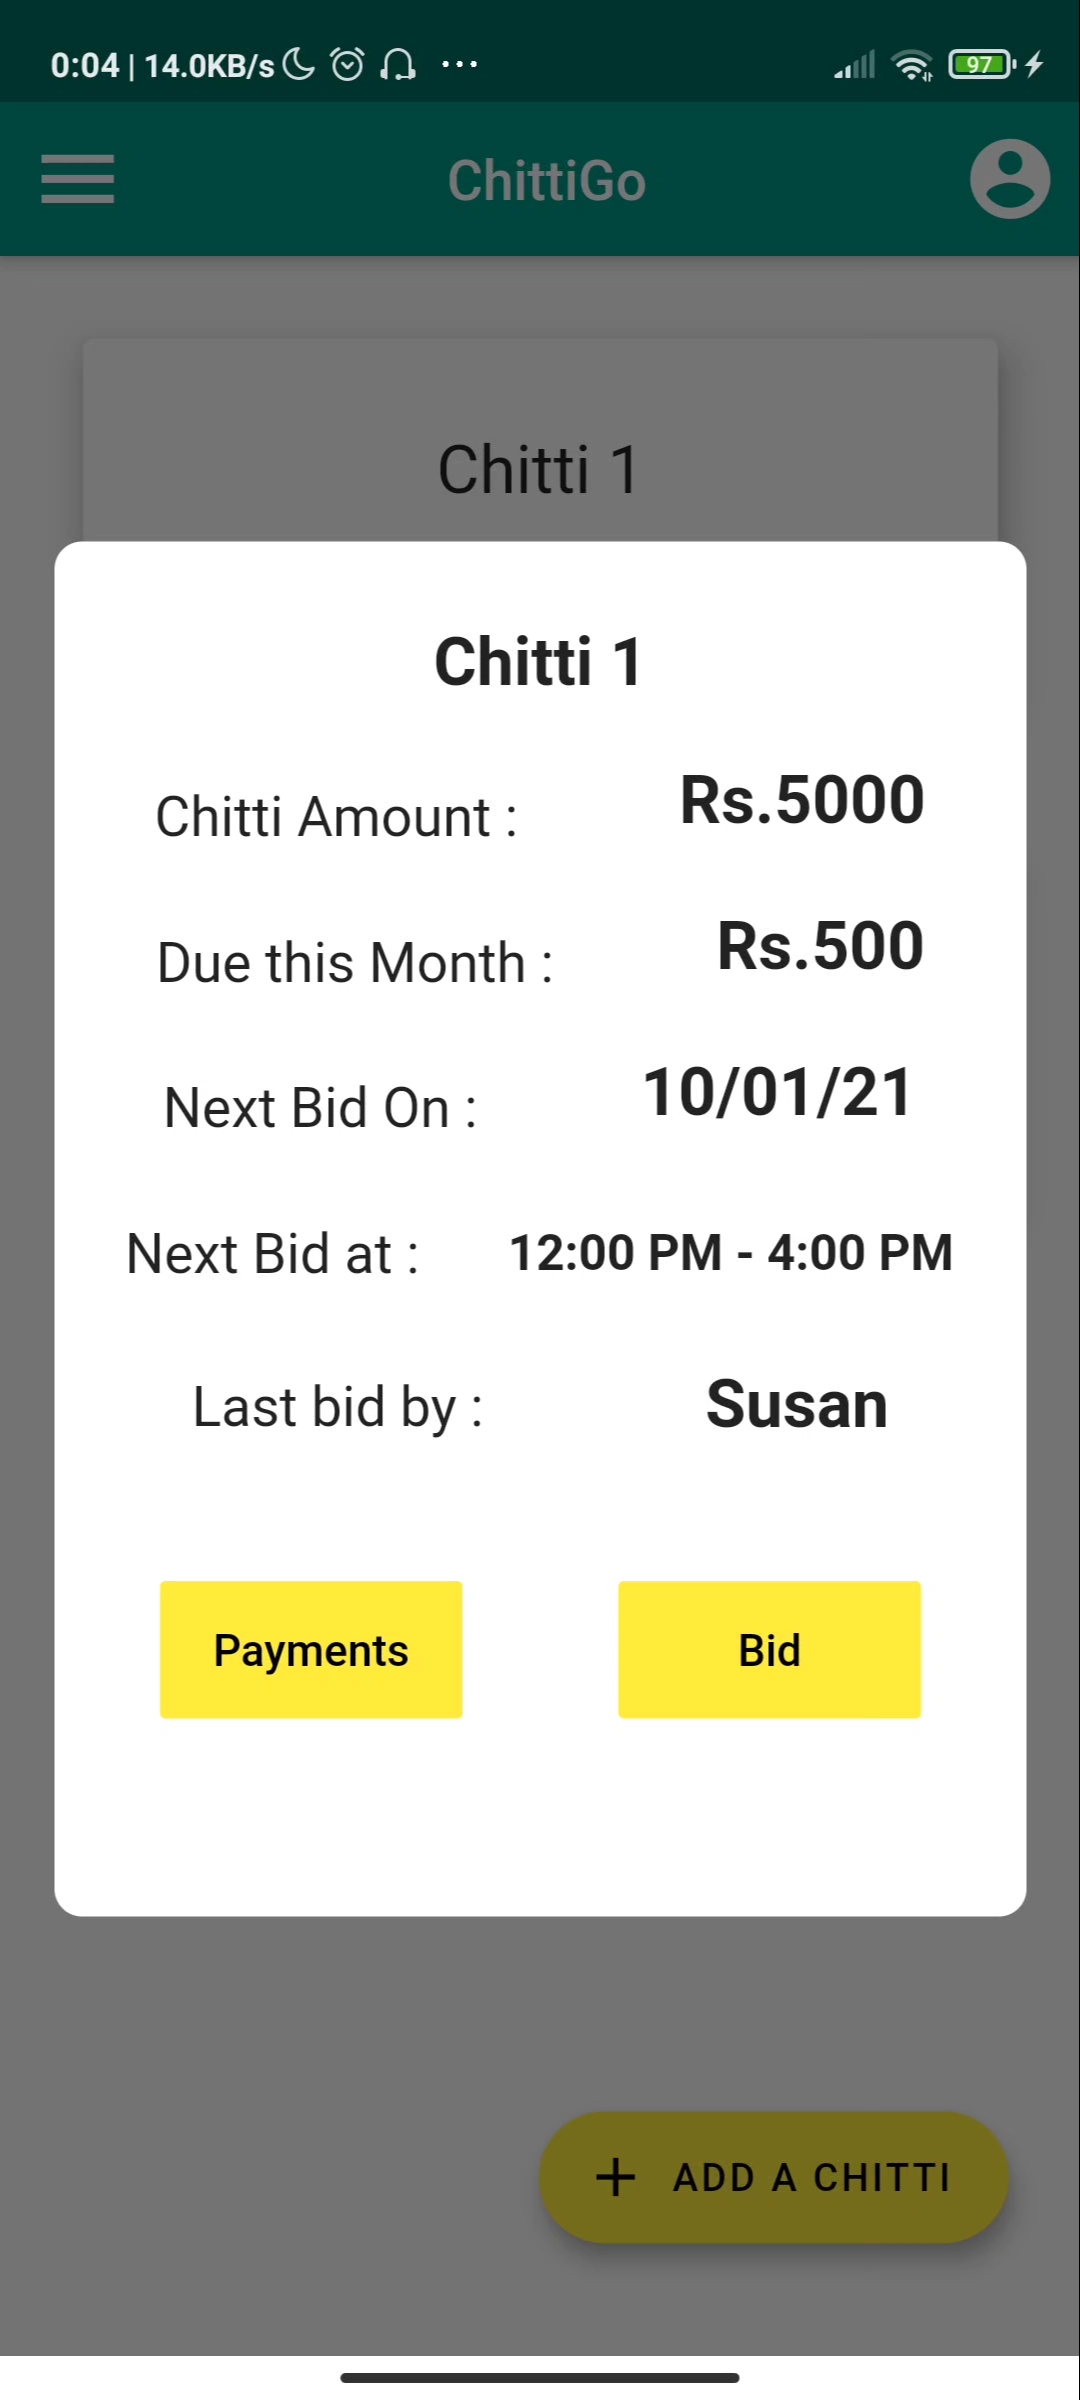 0:04 | 14.0KB/s
97
ChittiGo
Chitti 1
Chitti 1
Chitti Amount : Rs.5000
Due this Month : Rs.500
Next Bid On : 10/01/21
Next Bid at : 12:00 PM - 4:00 PM
Last bid by : Susan
Payments Bid
+ ADD A CHITTI